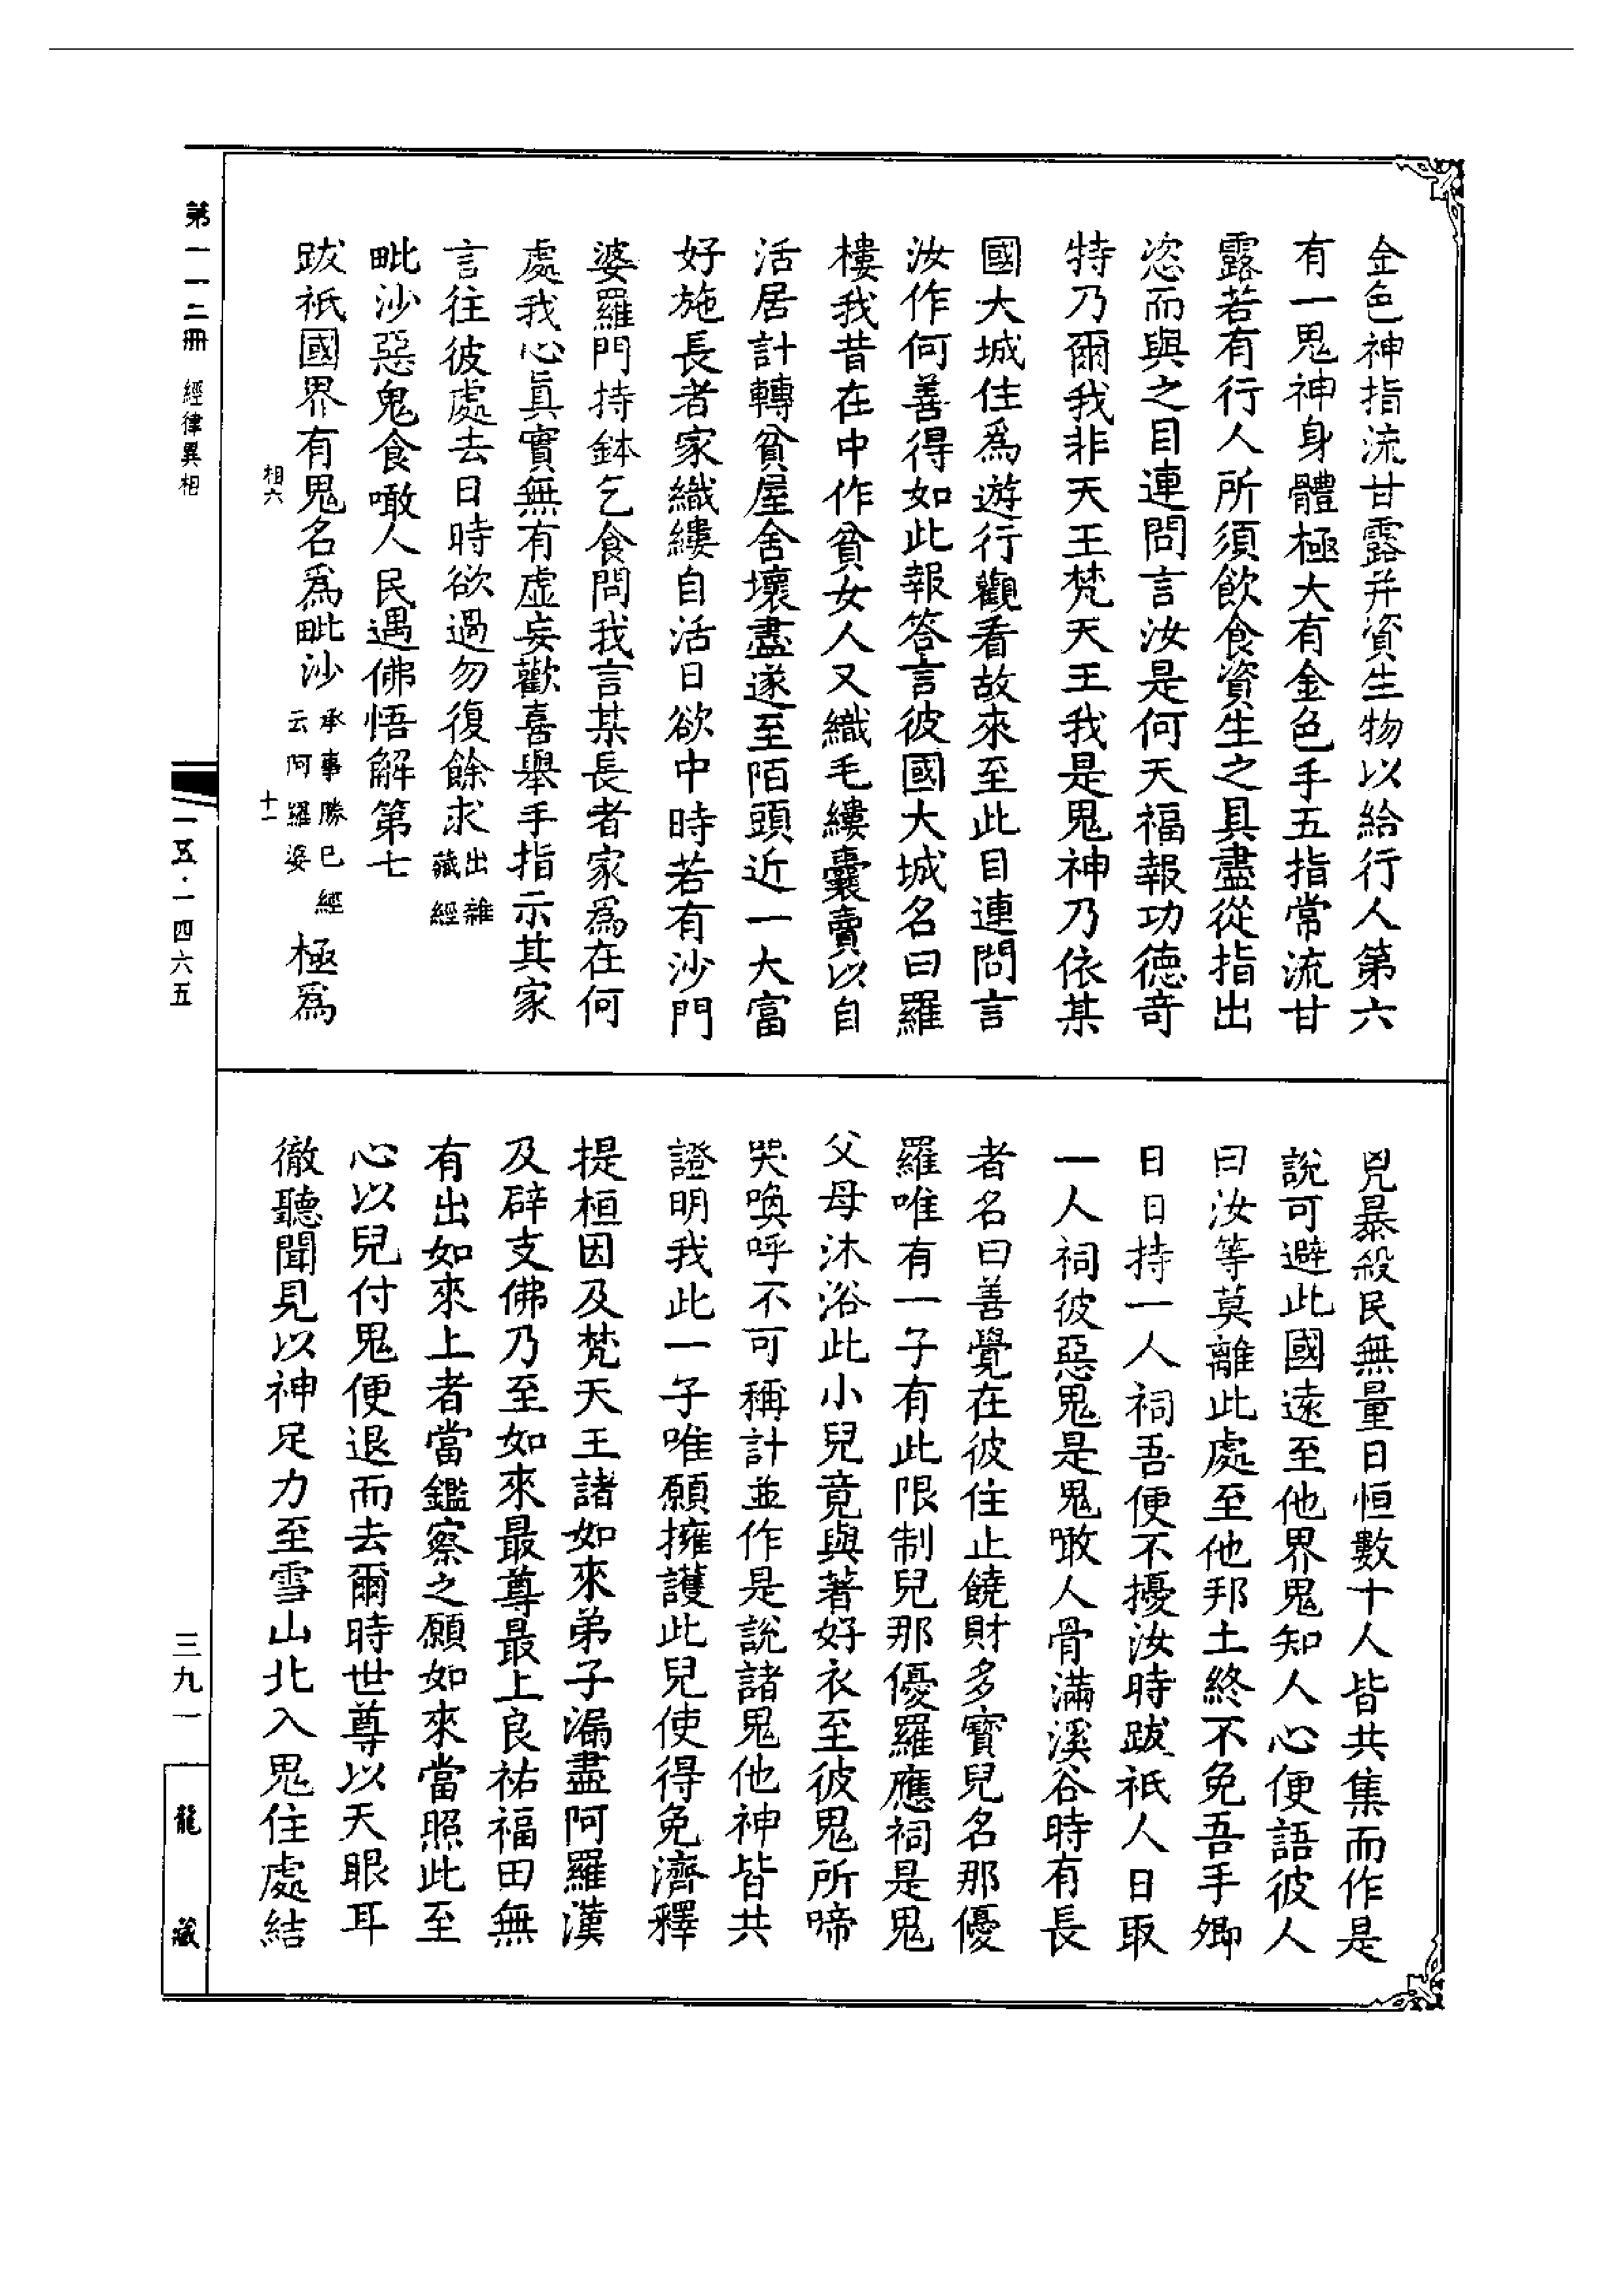 金色神指流甘露并資生物以給行人第六
有一鬼神身體極大有金色手五指常流甘
露若有行人所須飲食資生之具盡從指出
恣而與之目連問言汝是何天福報功德奇
特乃爾我非天王梵天王我是鬼神乃依某
國大城住爲遊行觀看故來至此目連問言
汝作何善得如此報答言彼國大城名曰羅
樓我昔在中作貧女人又織毛縷囊賣以自
活居計轉貧屋舍壞盡遂至陌頭近一大富
好施長者家織縷自活日欲中時若有沙門
婆羅門持鉢乞食問我言某長者家爲在何
處我心真實無有虛妄歡喜舉手指示其家
言往彼處去日時欲過勿復餘求出雜藏經
毗沙惡鬼食噉人民遇佛悟解第七
跋祇國界有鬼名爲毗沙承事勝已經云阿羅婆極爲
相六
十一
兇暴殺民無量日恒數十人皆共集而作是
說可避此國遠至他界鬼知人心便語彼人
曰汝等莫離此處至他邦土終不免吾手卿
日日持一人祠吾便不擾汝時跋祇人日取
一人祠彼惡鬼是鬼噉人骨滿溪谷時有長
者名曰善覺在彼住止饒財多寶兒名那優
羅唯有一子有此限制兒那優羅應祠是鬼
父母沐浴此小兒竟與著好衣至彼鬼所啼
哭喚呼不可稱計並作是說諸鬼他神皆共
證明我此一子唯願擁護此兒使得免濟釋
提桓因及梵天王諸如來弟子漏盡阿羅漢
及辟支佛乃至如來最尊最上良祐福田無
有出如來上者當鑑察之願如來當照此至
心以兒付鬼便退而去爾時世尊以天眼耳
徹聽聞見以神足力至雪山北入鬼住處結
第一一二冊 經律異相
一五·一四六五
三九一
龍藏